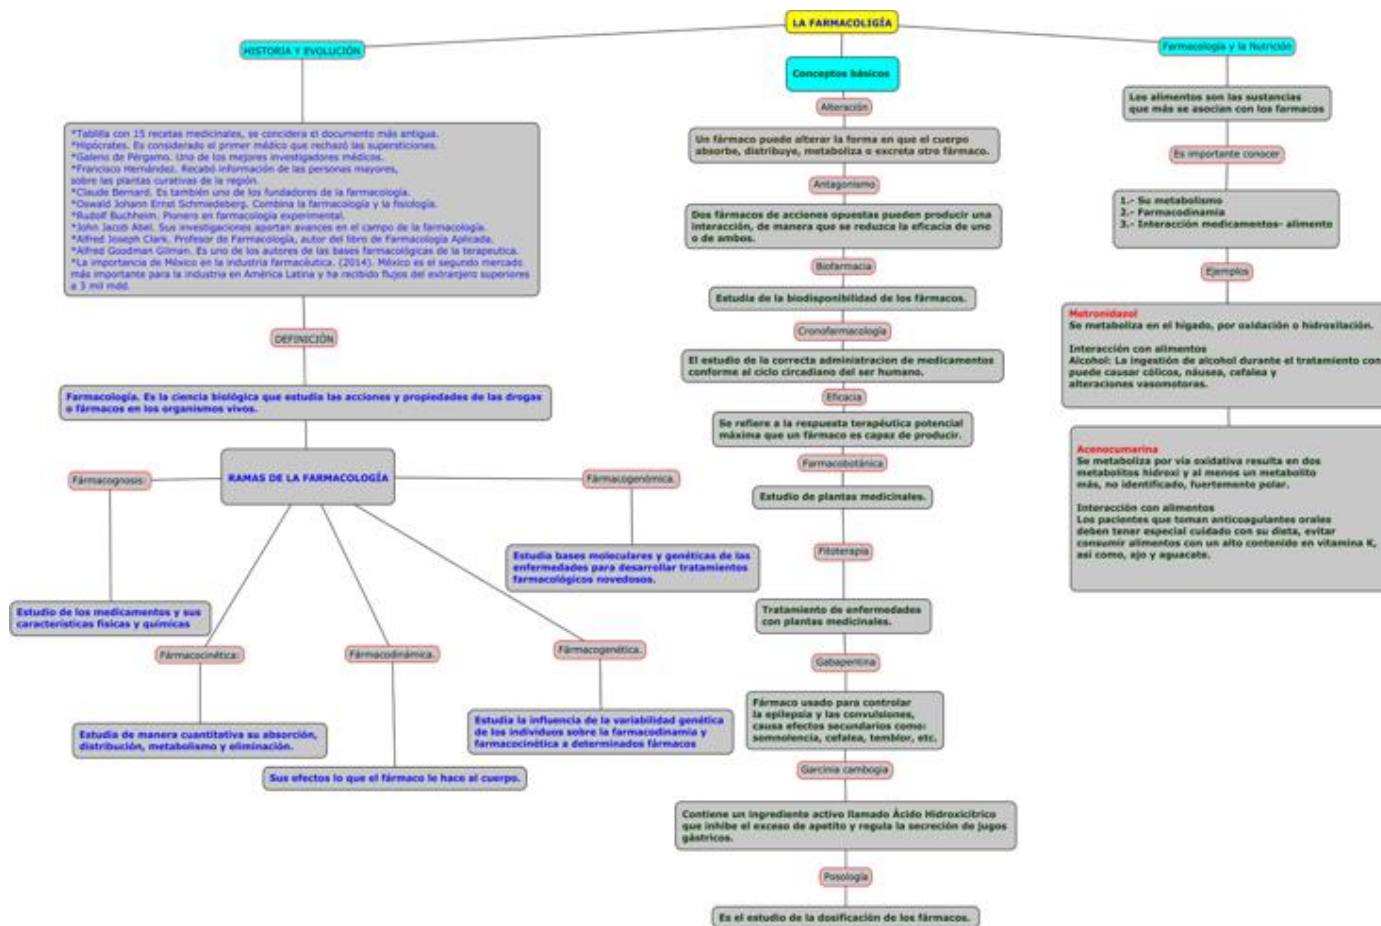 LA FARMACOLIGÍA
HISTORIA Y EVOLUCIÓN
*Tablilla con 15 recetas medicinales, se concidera el documento más antigua.
*Hipócrates. Es considerado el primer médico que rechazó las supersticiones.
*Galeno de Pérgamo. Uno de los mejores investigadores médicos.
*Francisco Hernández. Recabó información de las personas mayores,
sobre las plantas curativas de la región.
*Claude Bernard. Es también uno de los fundadores de la farmacología.
*Oswald Johann Ernst Schmiedeberg. Combina la farmacología y la fisiología.
*Rudolf Buchheim. Pionero en farmacología experimental.
*John Jacob Abel. Sus investigaciones aportan avances en el campo de la farmacología.
*Alfred Joseph Clark. Profesor de Farmacología, autor del libro de Farmacología Aplicada.
*Alfred Goodman Gilman. Es uno de los autores de las bases farmacológicas de la terapeutica.
*La importancia de México en la industria farmacéutica. (2014). México es el segundo mercado
más importante para la industria en América Latina y ha recibido flujos del extranjero superiores
a 3 mil mdd.
DEFINICIÓN
Farmacología. Es la ciencia biológica que estudia las acciones y propiedades de las drogas
o fármacos en los organismos vivos.
RAMAS DE LA FARMACOLOGÍA
Fármacognosis:
Estudio de los medicamentos y sus
características físicas y químicas
Fármacocinética:
Estudia de manera cuantitativa su absorción,
distribución, metabolismo y eliminación.
Fármacodinámica.
Sus efectos lo que el fármaco le hace al cuerpo.
Fármacogenética.
Estudia la influencia de la variabilidad genética
de los individuos sobre la farmacodinamia y
farmacocinética a determinados fármacos
Fármacogenómica.
Estudia bases moleculares y genéticas de las
enfermedades para desarrollar tratamientos
farmacológicos novedosos.
Conceptos básicos
Alteración
Un fármaco puede alterar la forma en que el cuerpo
absorbe, distribuye, metaboliza o excreta otro fármaco.
Antagonismo
Dos fármacos de acciones opuestas pueden producir una
interacción, de manera que se reduzca la eficacia de uno
o de ambos.
Biofarmacia
Estudia de la biodisponibilidad de los fármacos.
Cronofarmacología
El estudio de la correcta administracion de medicamentos
conforme al ciclo circadiano del ser humano.
Eficacia
Se refiere a la respuesta terapéutica potencial
máxima que un fármaco es capaz de producir.
Farmacobotánica
Estudio de plantas medicinales.
Fitoterapia
Tratamiento de enfermedades
con plantas medicinales.
Gabapentina
Fármaco usado para controlar
la epilepsia y las convulsiones,
causa efectos secundarios como:
somnolencia, cefalea, temblor, etc.
Garcinia cambogia
Contiene un ingrediente activo llamado Ácido Hidroxicítrico
que inhibe el exceso de apetito y regula la secreción de jugos
gástricos.
Posología
Es el estudio de la dosificación de los fármacos.
Farmacología y la Nutrición
Los alimentos son las sustancias
que más se asocian con los farmacos
Es importante conocer
1.- Su metabolismo
2.- Farmacodinamia
3.- Interacción medicamentos- alimento
Ejemplos
Metronidazol
Se metaboliza en el hígado, por oxidación o hidroxilación.
Interacción con alimentos
Alcohol: La ingestión de alcohol durante el tratamiento con
puede causar cólicos, náusea, cefalea y
alteraciones vasomotoras.
Acenocumarina
Se metaboliza por vía oxidativa resulta en dos
metabolitos hidroxi y al menos un metabolito
más, no identificado, fuertemente polar.
Interacción con alimentos
Los pacientes que toman anticoagulantes orales
deben tener especial cuidado con su dieta, evitar
consumir alimentos con un alto contenido en vitamina K,
así como, ajo y aguacate.